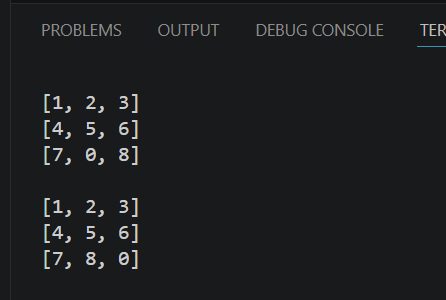 PROBLEMS OUTPUT DEBUG CONSOLE TER
[1, 2, 3]
[4, 5, 6]
[7, 0, 8]
[1, 2, 3]
[4, 5, 6]
[7, 8, 0]